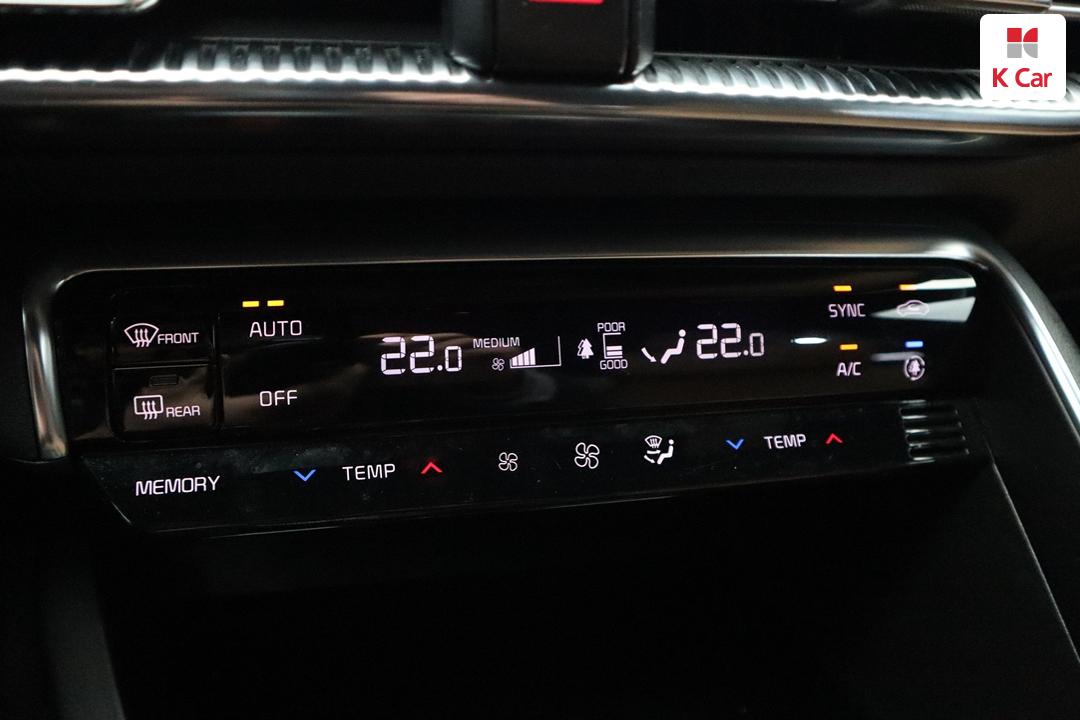 K Car
FRONT
AUTO
REAR
OFF
22.0
MEDIUM
POOR
GOOD
22.0
SYNC
A/C
MEMORY
TEMP
TEMP